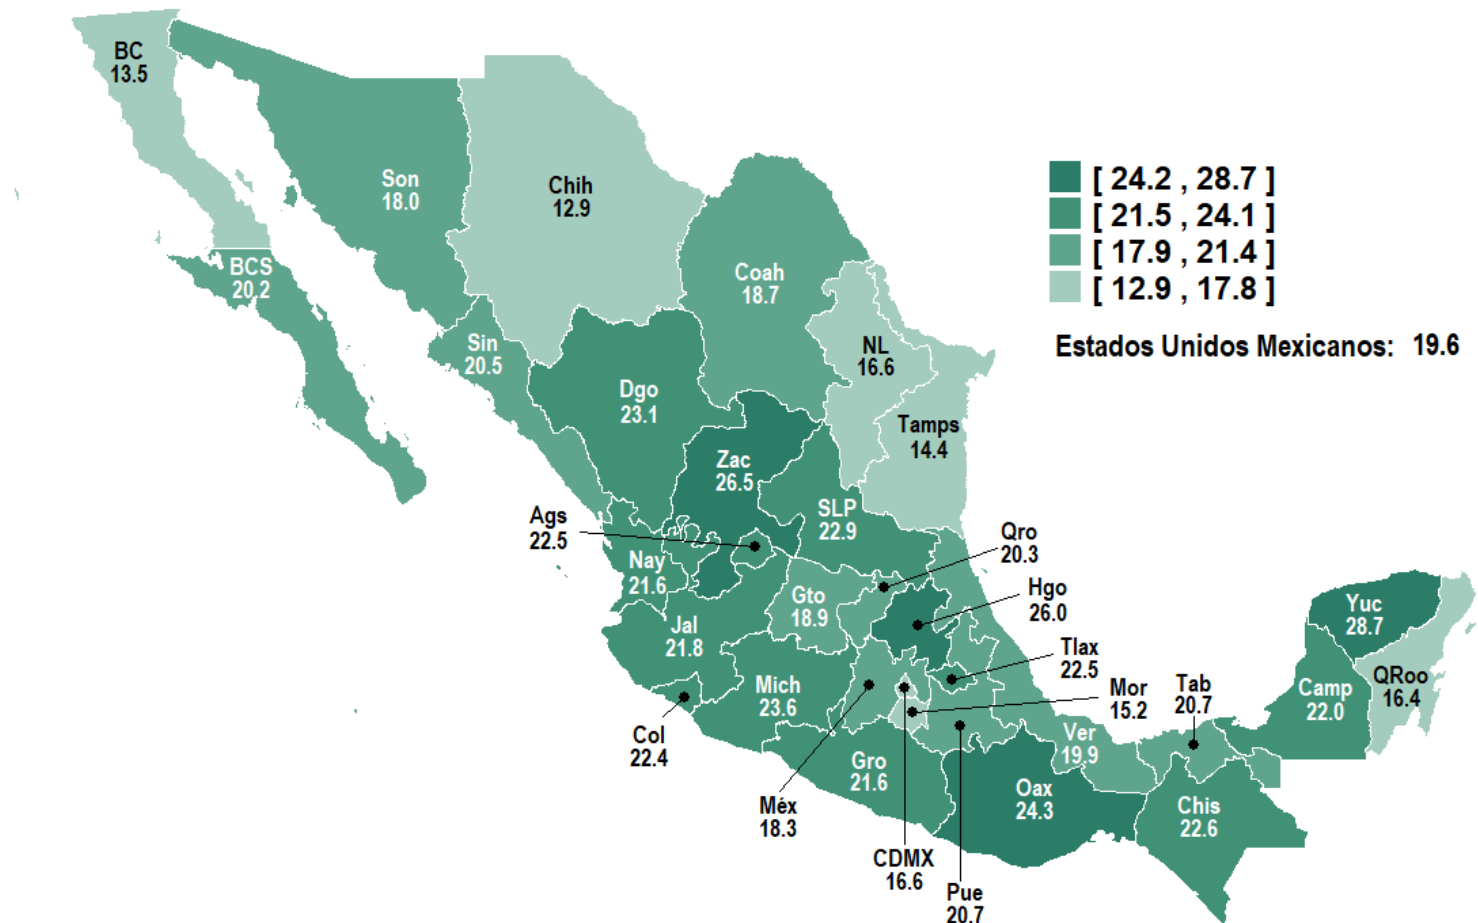 BC
13.5
Son
18.0
Chih
12.9
[ 24.2 , 28.7 ]
[ 21.5 , 24.1 ]
[ 17.9 , 21.4 ]
[ 12.9 , 17.8 ]
Estados Unidos Mexicanos: 19.6
BCS
20.2
Coah
18.7
Sin
20.5
NL
16.6
Dgo
23.1
Tamps
14.4
Zac
26.5
SLP
22.9
Ags
22.5
Qro
20.3
Nay
21.6
Gto
18.9
Hgo
26.0
Yuc
28.7
Jal
21.8
Tlax
22.5
Mich
23.6
Mor
15.2
Tab
20.7
Camp
22.0
QRoo
16.4
Col
22.4
Ver
19.9
Gro
21.6
Oax
24.3
Méx
18.3
Chis
22.6
CDMX
16.6
Pue
20.7